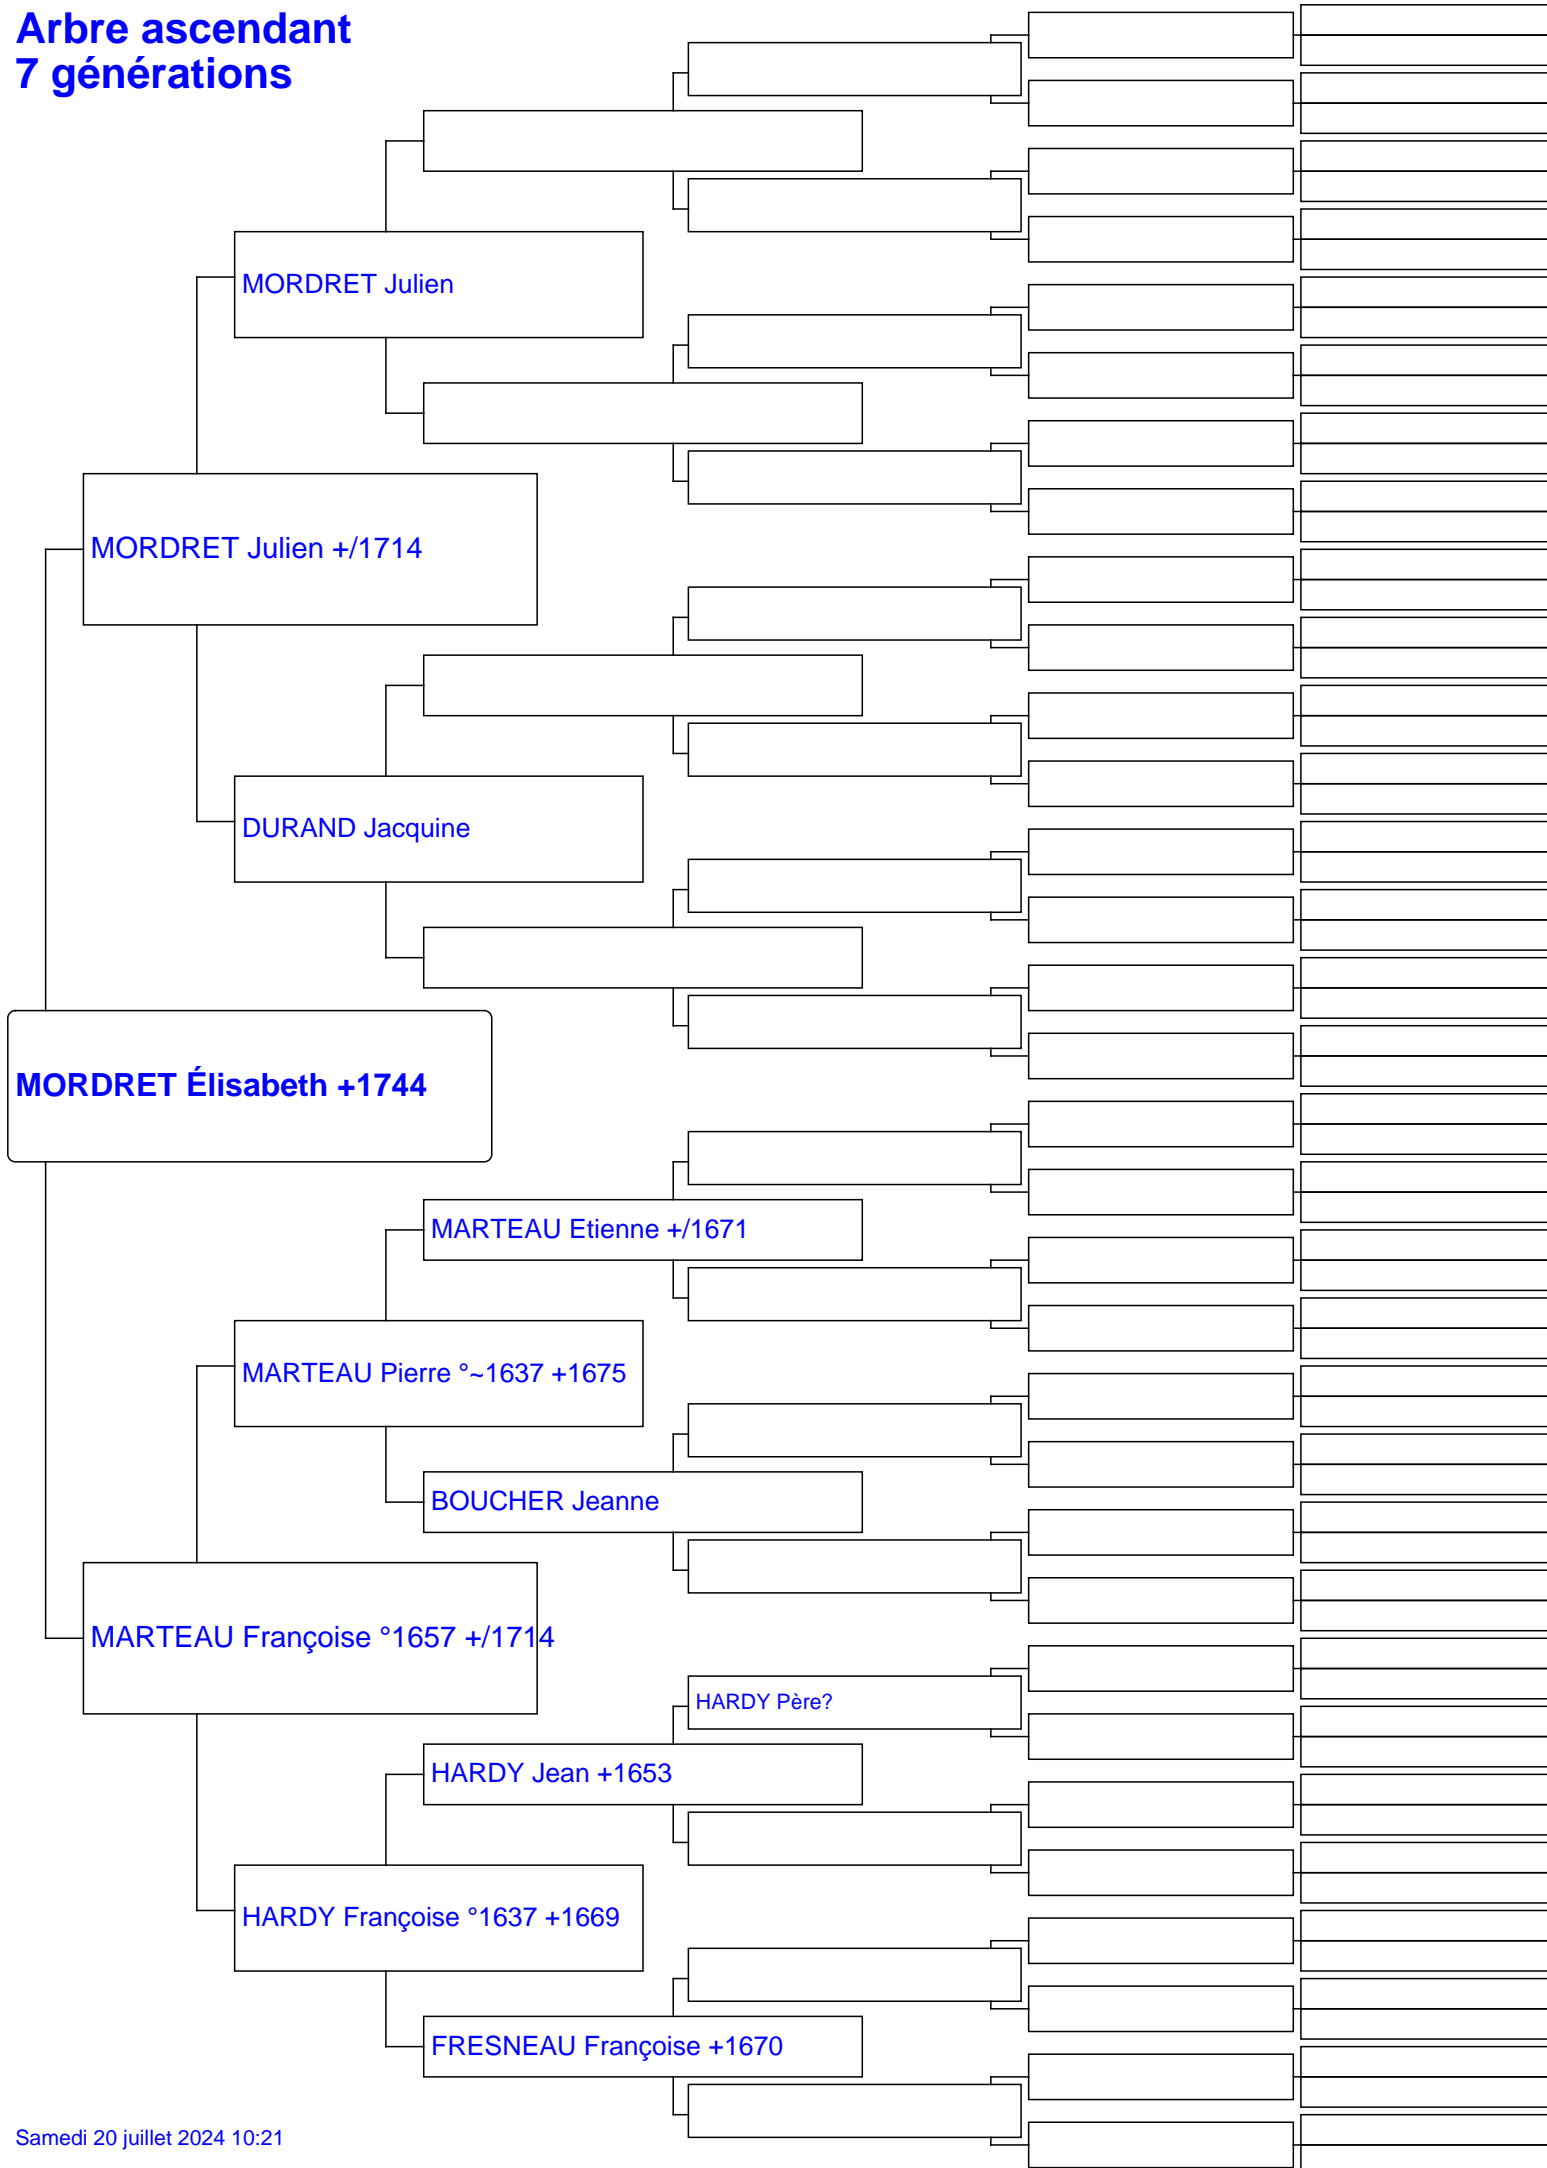 Arbre ascendant
7 générations
MORDRET Julien
MORDRET Julien +/1714
DURAND Jacquine
MORDRET Élisabeth +1744
MARTEAU Etienne +/1671
MARTEAU Pierre °~1637 +1675
BOUCHER Jeanne
MARTEAU Françoise °1657 +/1714
HARDY Père?
HARDY Jean +1653
HARDY Françoise °1637 +1669
FRESNEAU Françoise +1670
Samedi 20 juillet 2024 10:21